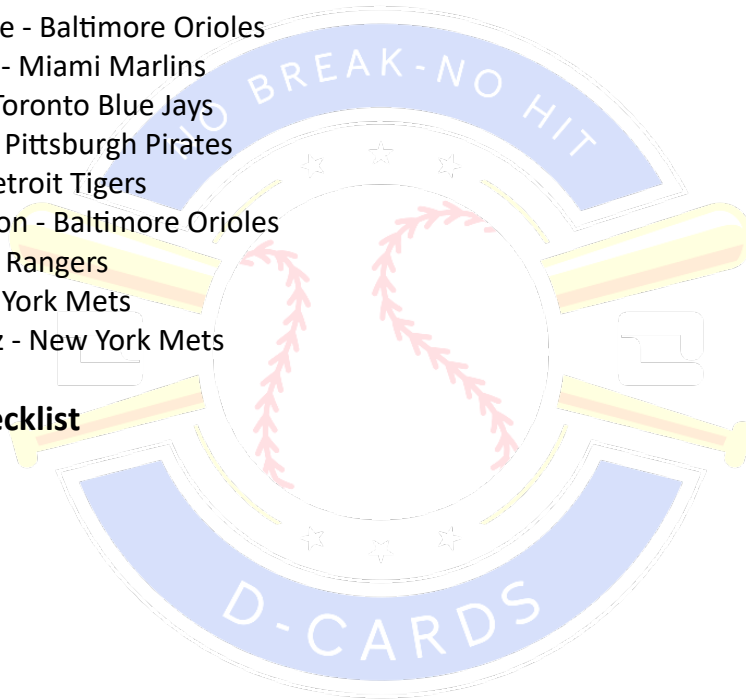 e - Baltimore Orioles
- Miami Marlins
Toronto Blue Jays
Pittsburgh Pirates
etroit Tigers
on - Baltimore Orioles
Rangers
York Mets
z - New York Mets
ecklist
NO BREAK-NO HIT
D-CARDS